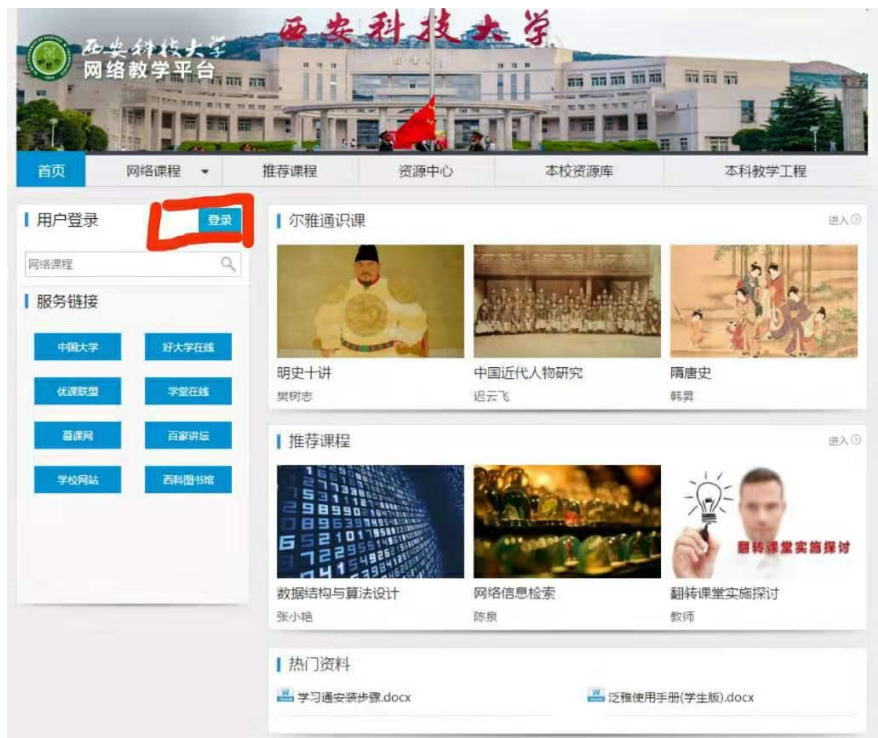 西安科技大学
西安科技大学
网络教学平台
首页 网络课程 推荐课程 资源中心 本校资源库 本科教学工程
用户登录 登录
网络课程
服务链接
中国大学 好大学在线
优课联盟 学堂在线
慕课网 百家讲坛
学校网站 西科图书馆
尔雅通识课 进入
明史十讲 中国近代人物研究 隋唐史
樊树志 迟云飞 韩昇
推荐课程 进入
翻转课堂实施探讨
数据结构与算法设计 网络信息检索 翻转课堂实施探讨
张小艳 陈泉 教师
热门资料
学习通安装步骤.docx 泛雅使用手册(学生版).docx